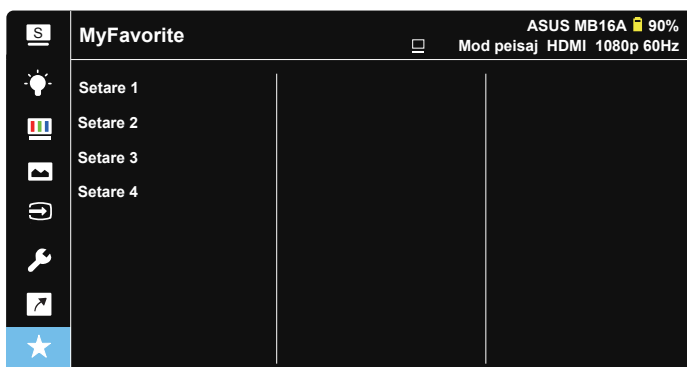 S
MyFavorite
ASUS MB16A 90%
Mod peisaj HDMI 1080p 60Hz
Setare 1
Setare 2
Setare 3
Setare 4